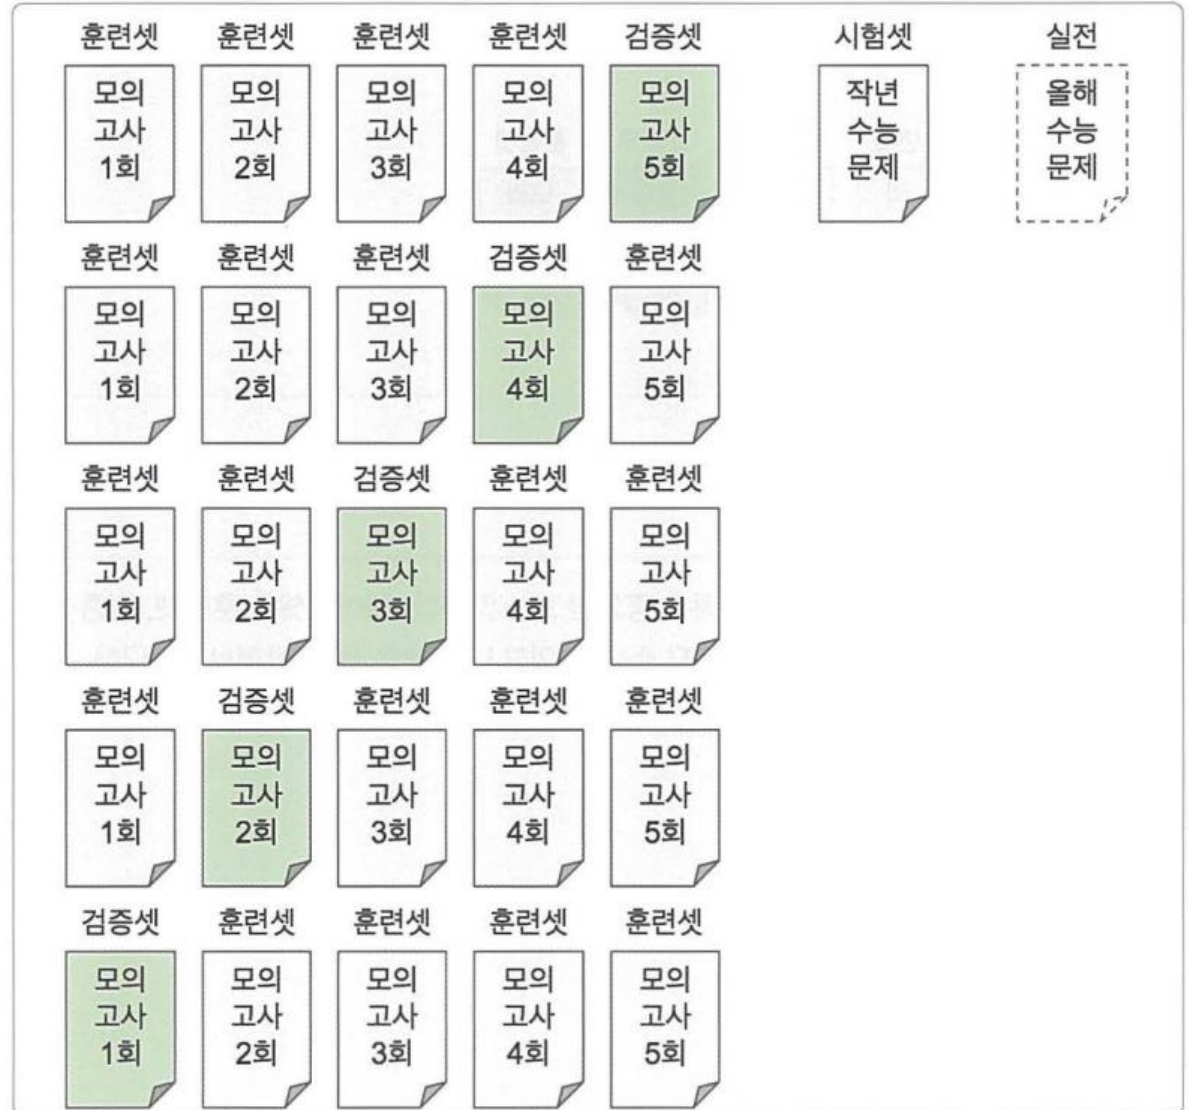 훈련셋 훈련셋 훈련셋 훈련셋 검증셋 시험셋 실전
모의 모의 모의 모의 모의 작년 올해
고사 고사 고사 고사 고사 수능 수능
1회 2회 3회 4회 5회 문제 문제
훈련셋 훈련셋 훈련셋 검증셋 훈련셋
모의 모의 모의 모의 모의
고사 고사 고사 고사 고사
1회 2회 3회 4회 5회
훈련셋 훈련셋 검증셋 훈련셋 훈련셋
모의 모의 모의 모의 모의
고사 고사 고사 고사 고사
1회 2회 3회 4회 5회
훈련셋 검증셋 훈련셋 훈련셋 훈련셋
모의 모의 모의 모의 모의
고사 고사 고사 고사 고사
1회 2회 3회 4회 5회
검증셋 훈련셋 훈련셋 훈련셋 훈련셋
모의 모의 모의 모의 모의
고사 고사 고사 고사 고사
1회 2회 3회 4회 5회